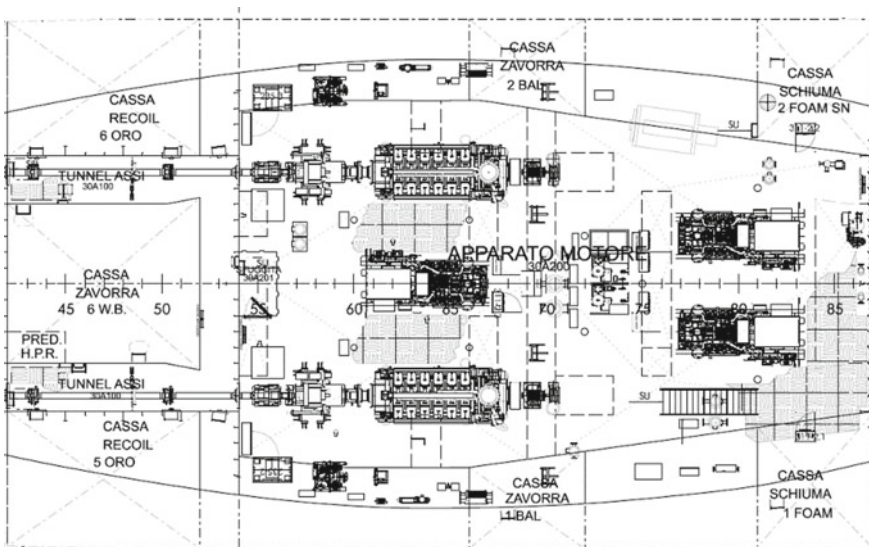 CASSA
ZAVORRA
2 BAL
CASSA
SCHIUMA
2 FOAM SN
CASSA
RECOIL
6 ORO
SU
TUNNEL ASSI
30A100
APPARATO MOTORE
30A200
CASSA
ZAVORRA
6 W.B.
30A201
45
50
55
60
65
70
75
80
85
PRED.
H.P.R.
TUNNEL ASSI
30A100
SU
CASSA
RECOIL
5 ORO
CASSA
ZAVORRA
1 BAL
CASSA
SCHIUMA
1 FOAM